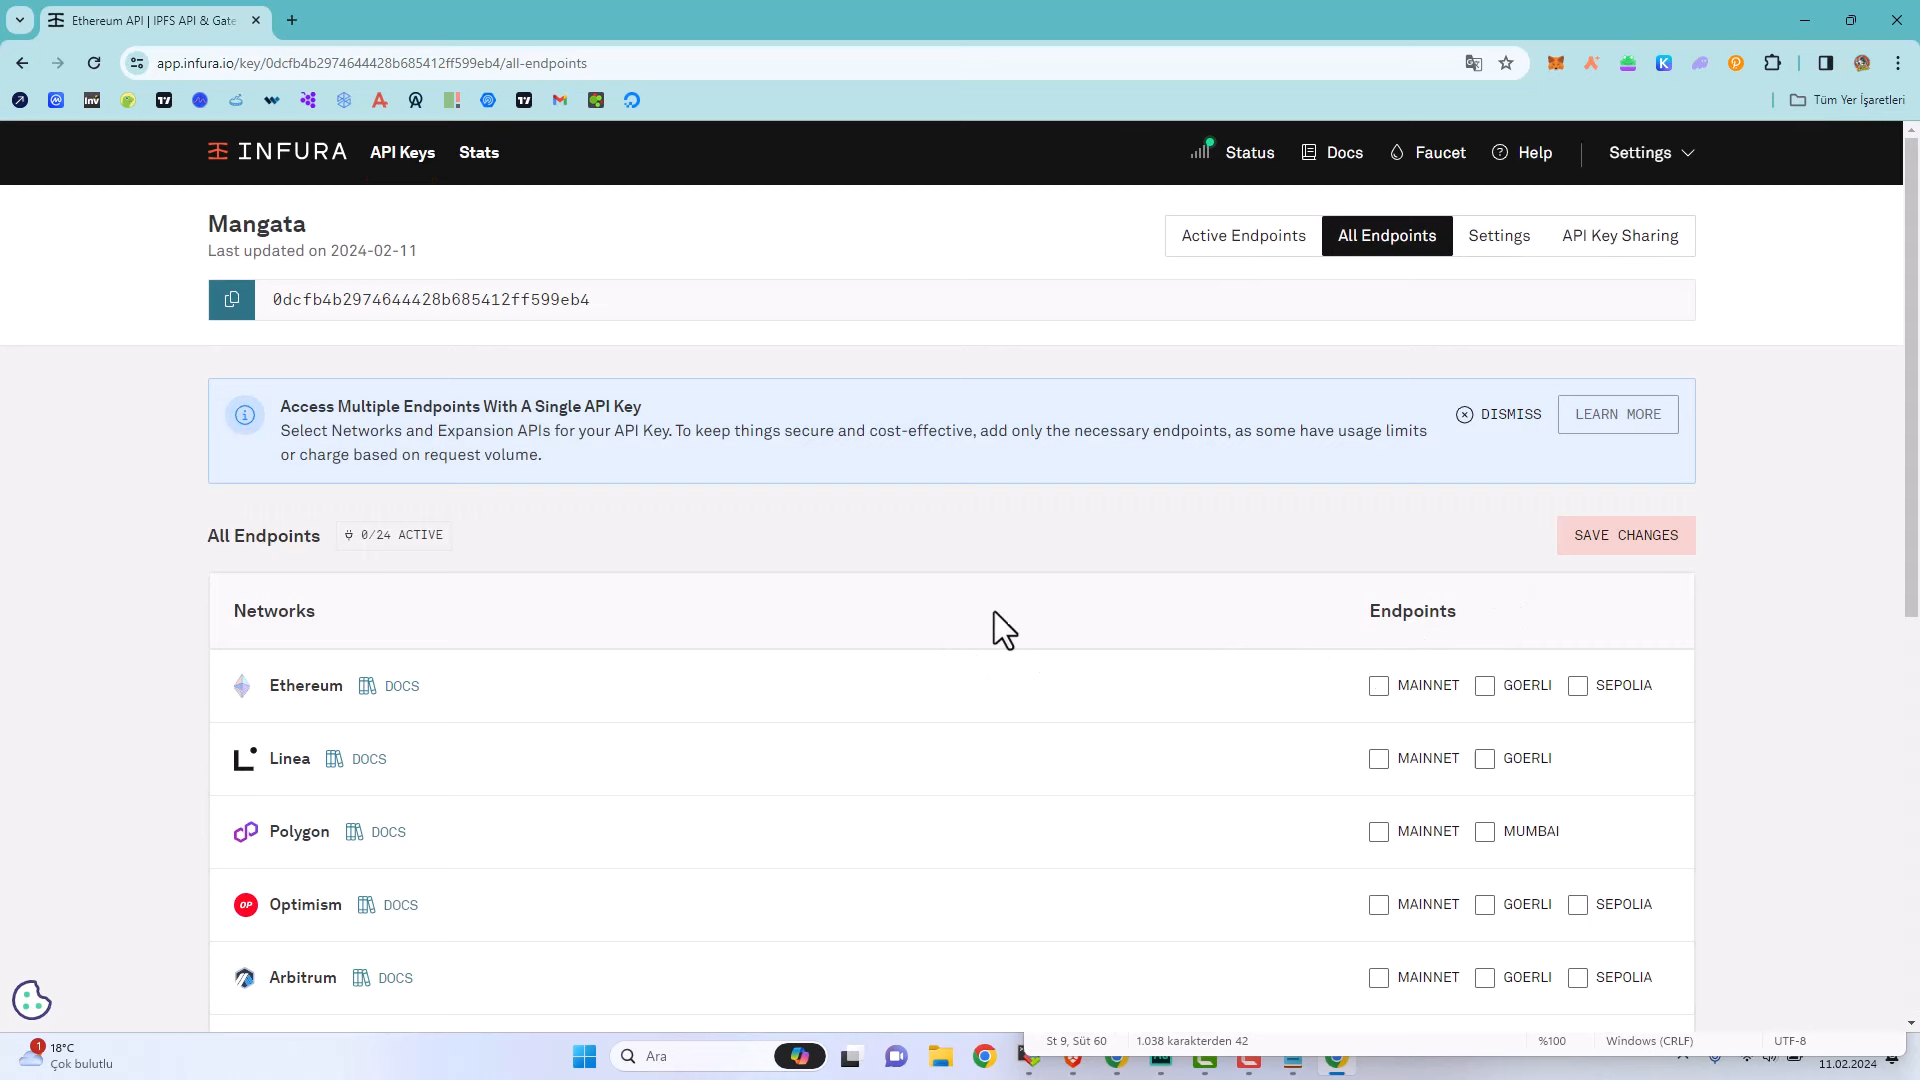 Ethereum API | IPFS API & Gate
app.infura.io/key/0dcfb4b2974644428b685412ff599eb4/all-endpoints
Tüm Yer İşaretleri
INFURA API Keys Stats Status Docs Faucet Help Settings
Mangata
Last updated on 2024-02-11
Active Endpoints All Endpoints Settings API Key Sharing
0dcfb4b2974644428b685412ff599eb4
Access Multiple Endpoints With A Single API Key
Select Networks and Expansion APIs for your API Key. To keep things secure and cost-effective, add only the necessary endpoints, as some have usage limits
or charge based on request volume.
DISMISS LEARN MORE
All Endpoints 0/24 ACTIVE SAVE CHANGES
Networks Endpoints
Ethereum DOCS MAINNET GOERLI SEPOLIA
Linea DOCS MAINNET GOERLI
Polygon DOCS MAINNET MUMBAI
OP Optimism DOCS MAINNET GOERLI SEPOLIA
Arbitrum DOCS MAINNET GOERLI SEPOLIA
St 9, Süt 60 1.038 karakterden 42 %100 Windows (CRLF) UTF-8
1 18°C
Çok bulutlu
Ara
11.02.2024